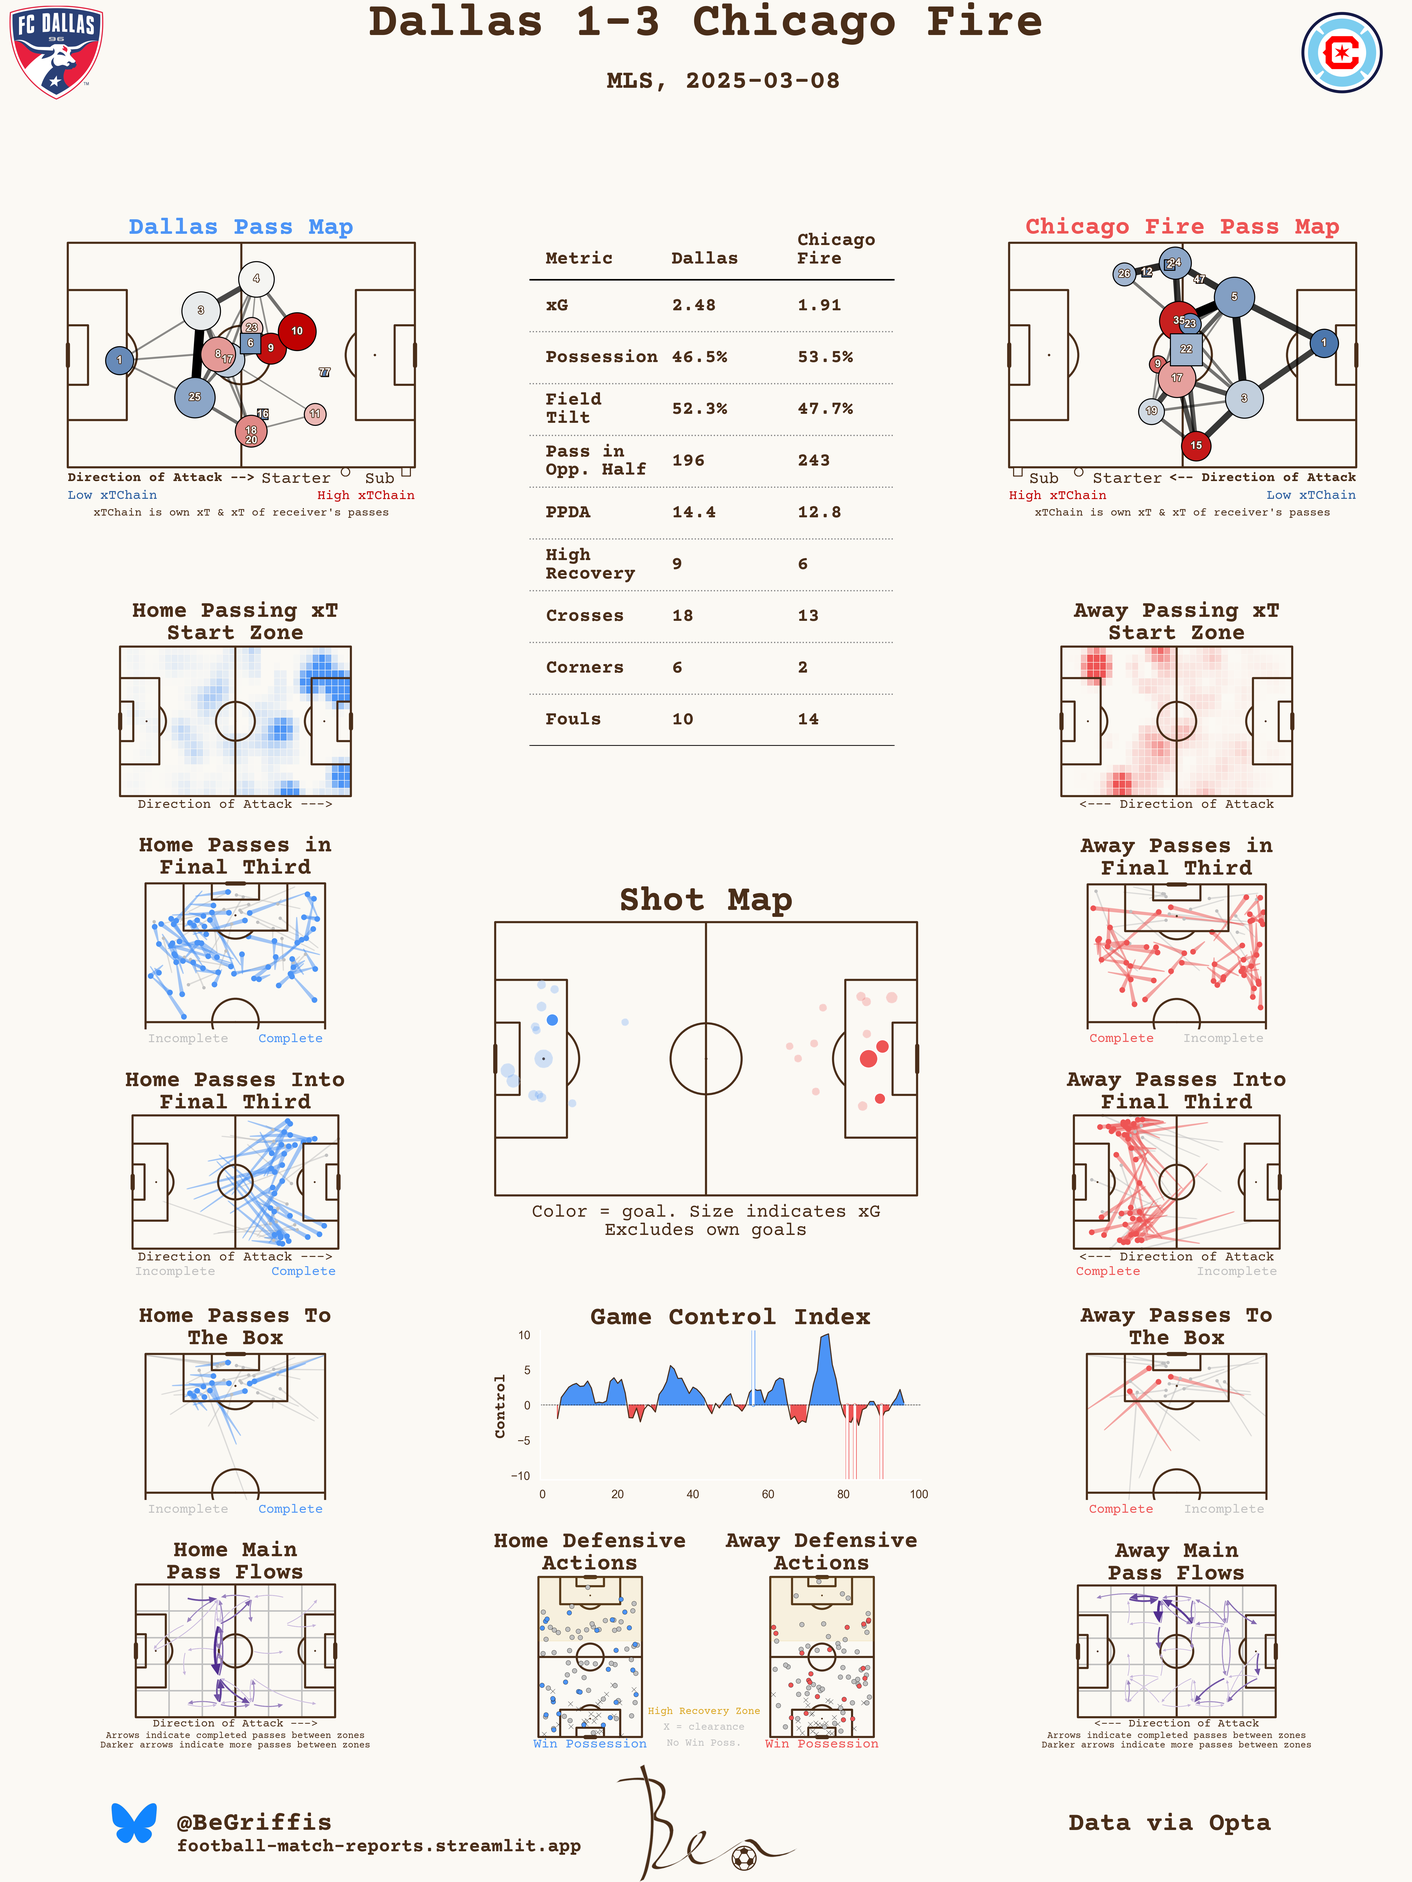 Dallas 1-3 Chicago Fire
MLS, 2025-03-08
FC DALLAS
96
TM
C
Dallas Pass Map
4
3
23
10
6
9
8
17
1
77
25
16
11
18
20
Direction of Attack --> Starter Sub
Low xTChain High xTChain
xTChain is own xT & xT of receiver's passes
Metric Dallas Chicago Fire
xG 2.48 1.91
Possession 46.5% 53.5%
Field Tilt 52.3% 47.7%
Pass in Opp. Half 196 243
PPDA 14.4 12.8
High Recovery 9 6
Crosses 18 13
Corners 6 2
Fouls 10 14
Chicago Fire Pass Map
26
12
24
47
5
35
23
22
1
9
17
3
19
15
Sub Starter <-- Direction of Attack
High xTChain Low xTChain
xTChain is own xT & xT of receiver's passes
Home Passing xT
Start Zone
Direction of Attack --->
Away Passing xT
Start Zone
<--- Direction of Attack
Home Passes in
Final Third
Incomplete Complete
Away Passes in
Final Third
Complete Incomplete
Shot Map
Color = goal. Size indicates xG
Excludes own goals
Home Passes Into
Final Third
Direction of Attack --->
Incomplete Complete
Away Passes Into
Final Third
<--- Direction of Attack
Complete Incomplete
Home Passes To
The Box
Incomplete Complete
Game Control Index
Control
10
5
0
−5
−10
0 20 40 60 80 100
Away Passes To
The Box
Complete Incomplete
Home Main
Pass Flows
Direction of Attack --->
Arrows indicate completed passes between zones
Darker arrows indicate more passes between zones
Home Defensive
Actions
Win Possession
High Recovery Zone
X = clearance
No Win Poss.
Away Defensive
Actions
Win Possession
Away Main
Pass Flows
<--- Direction of Attack
Arrows indicate completed passes between zones
Darker arrows indicate more passes between zones
@BeGriffis
football-match-reports.streamlit.app
Ben
Data via Opta